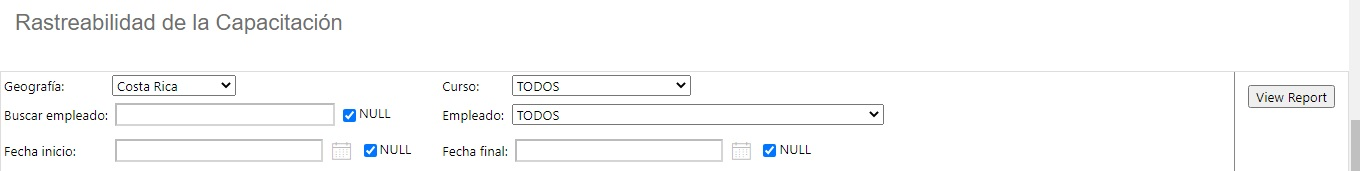 Rastreabilidad de la Capacitación
Geografía: Costa Rica Curso: TODOS View Report
Buscar empleado: NULL Empleado: TODOS
Fecha inicio: NULL Fecha final: NULL